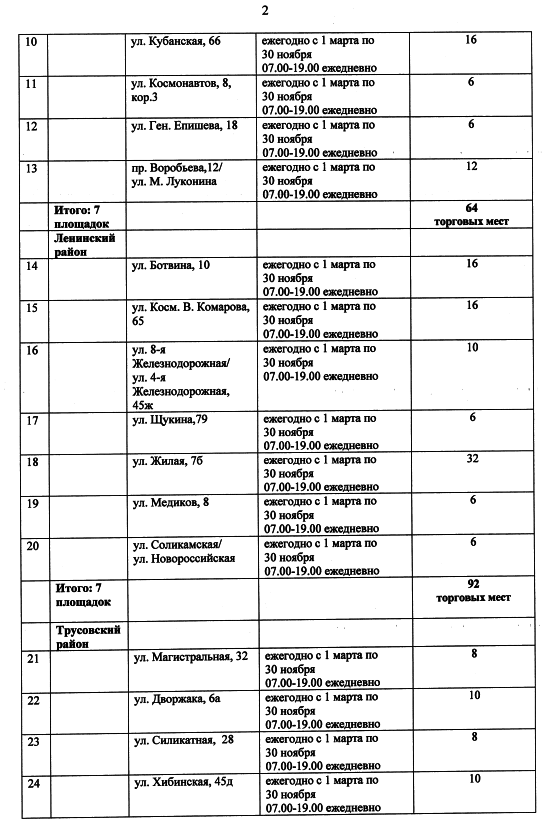 2
10 ул. Кубанская, 66 ежегодно с 1 марта по 16
30 ноября
07.00-19.00 ежедневно
11 ул. Космонавтов, 8, ежегодно с 1 марта по 6
кор.3 30 ноября
07.00-19.00 ежедневно
12 ул. Ген. Епишева, 18 ежегодно с 1 марта по 6
30 ноября
07.00-19.00 ежедневно
13 пр. Воробьева,12/ ежегодно с 1 марта по 12
ул. М. Луконина 30 ноября
07.00-19.00 ежедневно
Итого: 7 64
площадок торговых мест
Ленинский
район
14 ул. Ботвина, 10 ежегодно с 1 марта по 16
30 ноября
07.00-19.00 ежедневно
15 ул. Косм. В. Комарова, ежегодно с 1 марта по 16
65 30 ноября
07.00-19.00 ежедневно
16 ул. 8-я ежегодно с 1 марта по 10
Железнодорожная/ 30 ноября
ул. 4-я 07.00-19.00 ежедневно
Железнодорожная,
45ж
17 ул. Щукина,79 ежегодно с 1 марта по 6
30 ноября
07.00-19.00 ежедневно
18 ул. Жилая, 7б ежегодно с 1 марта по 32
30 ноября
07.00-19.00 ежедневно
19 ул. Медиков, 8 ежегодно с 1 марта по 6
30 ноября
07.00-19.00 ежедневно
20 ул. Соликамская/ ежегодно с 1 марта по 6
ул. Новороссийская 30 ноября
07.00-19.00 ежедневно
Итого: 7 92
площадок торговых мест
Трусовский
район
21 ул. Магистральная, 32 ежегодно с 1 марта по 8
30 ноября
07.00-19.00 ежедневно
22 ул. Дворжака, 6а ежегодно с 1 марта по 10
30 ноября
07.00-19.00 ежедневно
23 ул. Силикатная, 28 ежегодно с 1 марта по 8
30 ноября
07.00-19.00 ежедневно
24 ул. Хибинская, 45д ежегодно с 1 марта по 10
30 ноября
07.00-19.00 ежедневно